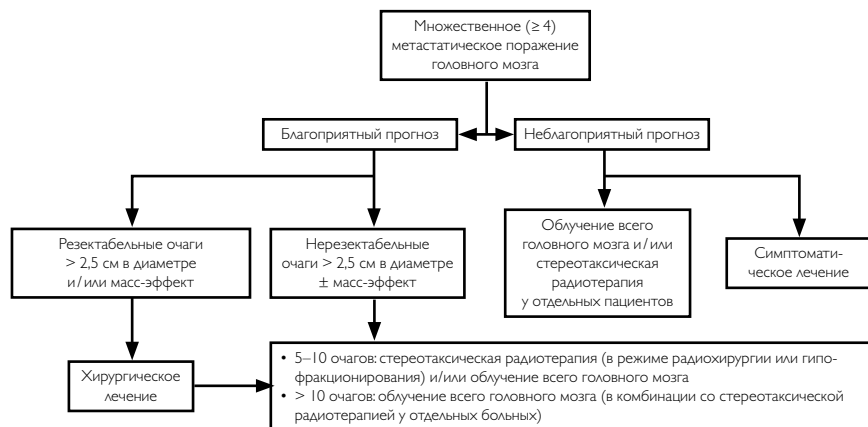 Множественное (≥ 4)
метастатическое поражение
головного мозга
Благоприятный прогноз
Неблагоприятный прогноз
Резектабельные очаги
> 2,5 см в диаметре
и/или масс-эффект
Нерезектабельные
очаги > 2,5 см в диаметре
± масс-эффект
Облучение всего
головного мозга и/или
стереотаксическая
радиотерапия
у отдельных пациентов
Симптомати-
ческое лечение
Хирургическое
лечение
• 5–10 очагов: стереотаксическая радиотерапия (в режиме радиохирургии или гипо-
фракционирования) и/или облучение всего головного мозга
• > 10 очагов: облучение всего головного мозга (в комбинации со стереотаксической
радиотерапией у отдельных больных)